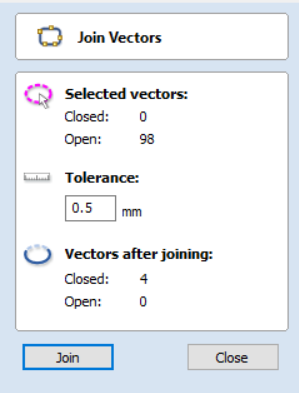 Join Vectors
Selected vectors:
Closed: 0
Open: 98
Tolerance:
0.5 mm
Vectors after joining:
Closed: 4
Open: 0
Join Close